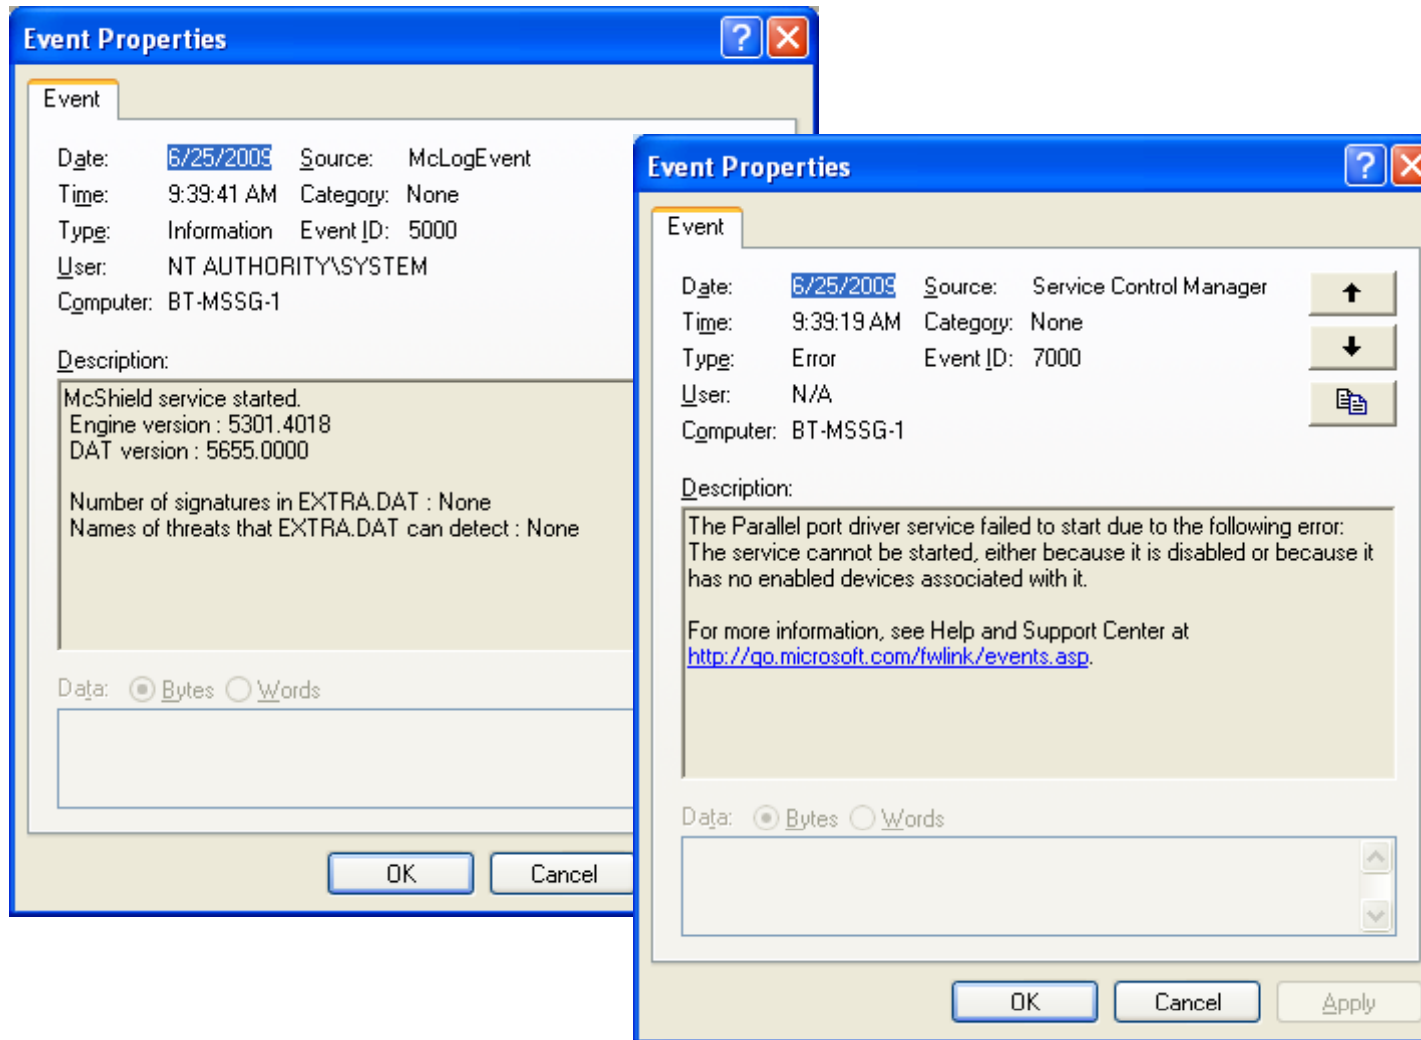 Event Properties
Event
Date: 6/25/2009 Source: McLogEvent
Time: 9:39:41 AM Category: None
Type: Information Event ID: 5000
User: NT AUTHORITY\SYSTEM
Computer: BT-MSSG-1
Description:
McShield service started.
Engine version : 5301.4018
DAT version : 5655.0000
Number of signatures in EXTRA.DAT : None
Names of threats that EXTRA.DAT can detect : None
Data: Bytes Words
OK Cancel
Event Properties
Event
Date: 6/25/2009 Source: Service Control Manager
Time: 9:39:19 AM Category: None
Type: Error Event ID: 7000
User: N/A
Computer: BT-MSSG-1
Description:
The Parallel port driver service failed to start due to the following error:
The service cannot be started, either because it is disabled or because it
has no enabled devices associated with it.
For more information, see Help and Support Center at
http://go.microsoft.com/fwlink/events.asp.
Data: Bytes Words
OK Cancel Apply